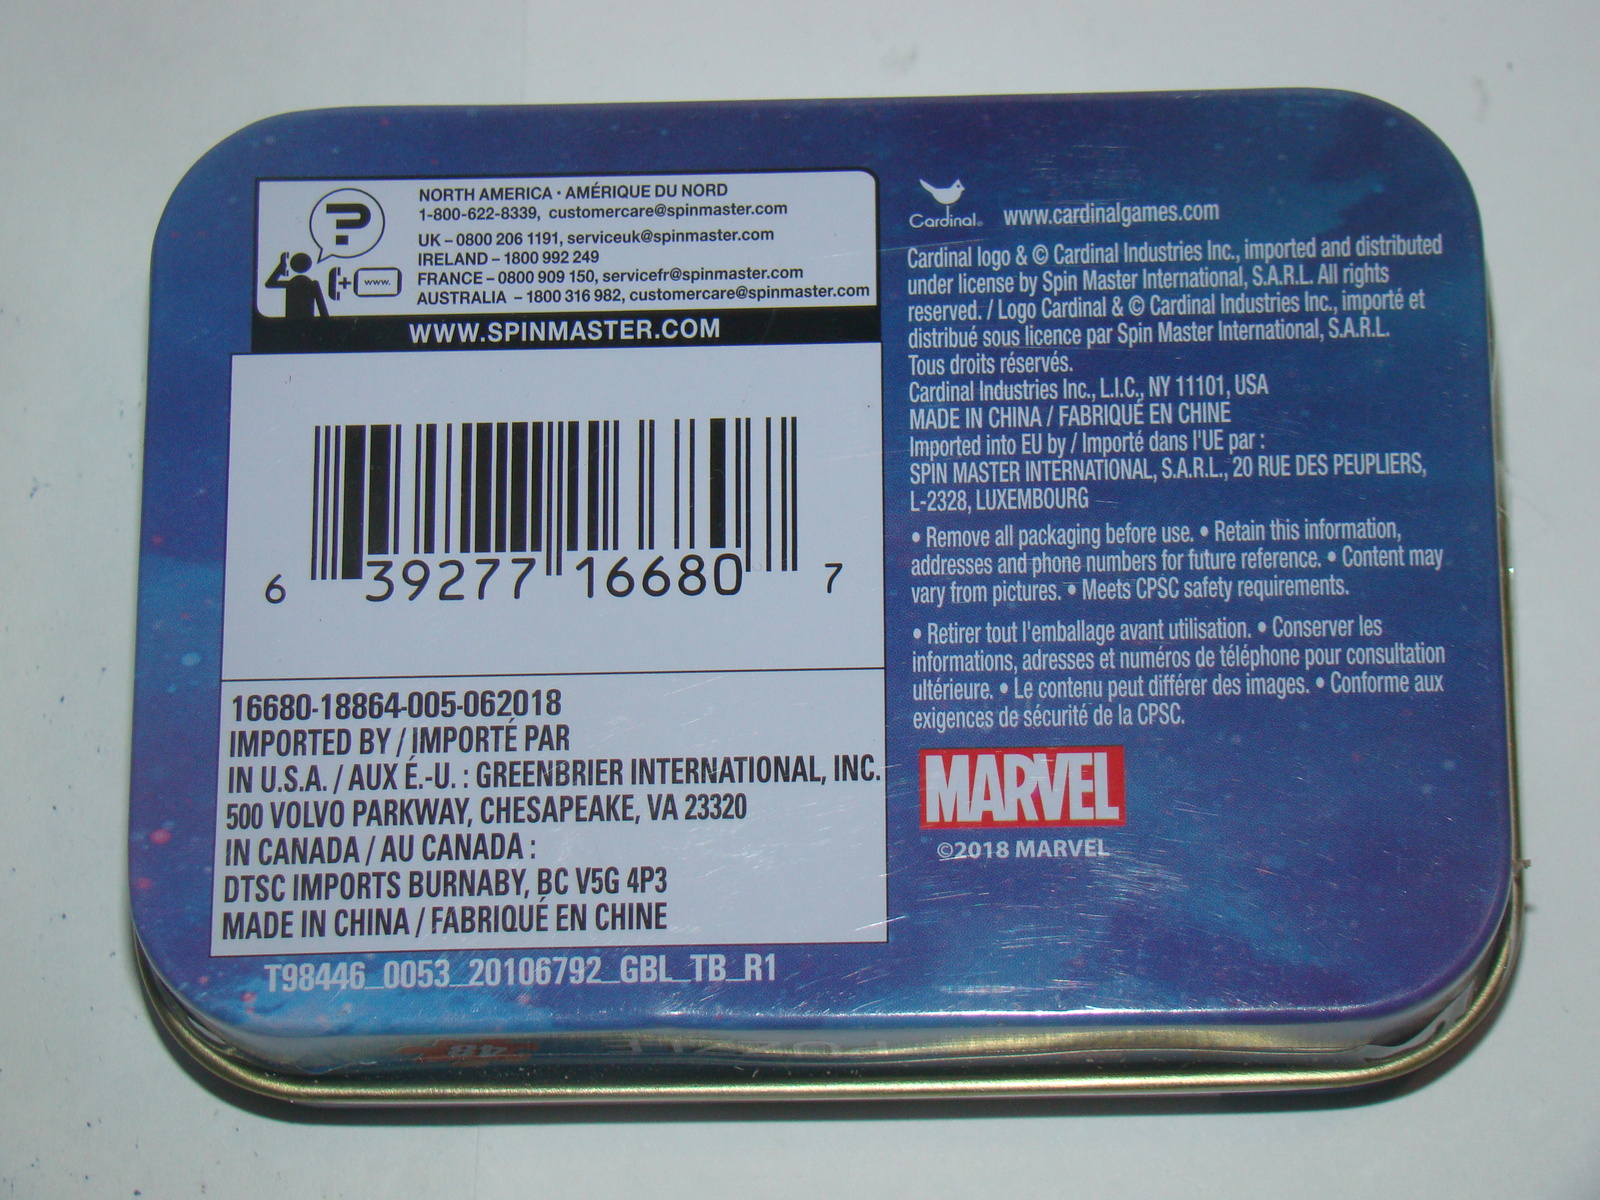 ?
www.
NORTH AMERICA · AMÉRIQUE DU NORD
1-800-622-8339, customercare@spinmaster.com
UK – 0800 206 1191, serviceuk@spinmaster.com
IRELAND – 1800 992 249
FRANCE – 0800 909 150, servicefr@spinmaster.com
AUSTRALIA – 1800 316 982, customercare@spinmaster.com
WWW.SPINMASTER.COM
6 39277 16680 7
16680-18864-005-062018
IMPORTED BY / IMPORTÉ PAR
IN U.S.A. / AUX É.-U. : GREENBRIER INTERNATIONAL, INC.
500 VOLVO PARKWAY, CHESAPEAKE, VA 23320
IN CANADA / AU CANADA :
DTSC IMPORTS BURNABY, BC V5G 4P3
MADE IN CHINA / FABRIQUÉ EN CHINE
T98446_0053_20106792_GBL_TB_R1
Cardinal® www.cardinalgames.com
Cardinal logo & © Cardinal Industries Inc., imported and distributed
under license by Spin Master International, S.A.R.L. All rights
reserved. / Logo Cardinal & © Cardinal Industries Inc., importé et
distribué sous licence par Spin Master International, S.A.R.L.
Tous droits réservés.
Cardinal Industries Inc., L.I.C., NY 11101, USA
MADE IN CHINA / FABRIQUÉ EN CHINE
Imported into EU by / Importé dans l'UE par :
SPIN MASTER INTERNATIONAL, S.A.R.L., 20 RUE DES PEUPLIERS,
L-2328, LUXEMBOURG
• Remove all packaging before use. • Retain this information,
addresses and phone numbers for future reference. • Content may
vary from pictures. • Meets CPSC safety requirements.
• Retirer tout l'emballage avant utilisation. • Conserver les
informations, adresses et numéros de téléphone pour consultation
ultérieure. • Le contenu peut différer des images. • Conforme aux
exigences de sécurité de la CPSC.
MARVEL
©2018 MARVEL
PUZZLE
48